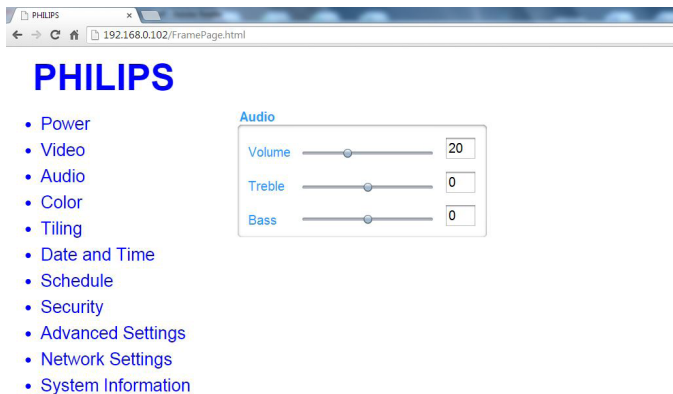 PHILIPS
192.168.0.102/FramePage.html
PHILIPS
Power
Video
Audio
Color
Tiling
Date and Time
Schedule
Security
Advanced Settings
Network Settings
System Information
Audio
Volume 20
Treble 0
Bass 0